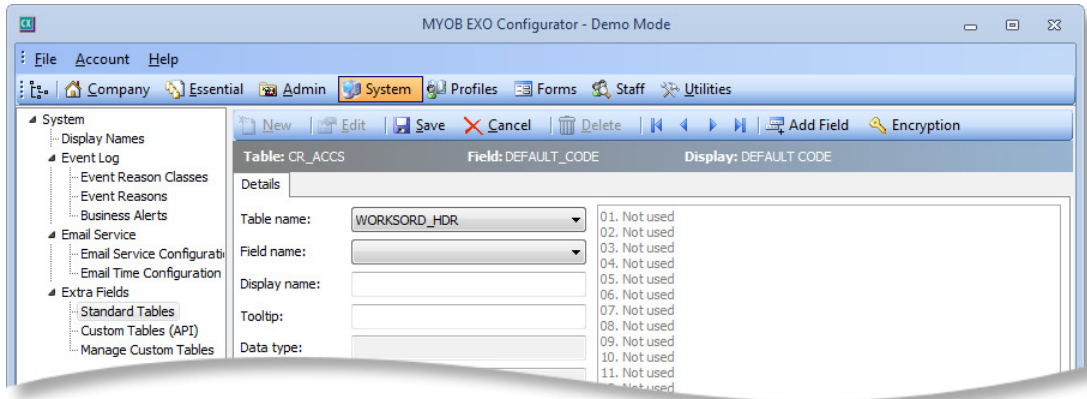 MYOB EXO Configurator - Demo Mode
File Account Help
Company Essential Admin System Profiles Forms Staff Utilities
System
Display Names
Event Log
Event Reason Classes
Event Reasons
Business Alerts
Email Service
Email Service Configurati
Email Time Configuration
Extra Fields
Standard Tables
Custom Tables (API)
Manage Custom Tables
New Edit Save Cancel Delete Add Field Encryption
Table: CR_ACCS Field: DEFAULT_CODE Display: DEFAULT CODE
Details
Table name: WORKSORD_HDR
Field name:
Display name:
Tooltip:
Data type:
01. Not used
02. Not used
03. Not used
04. Not used
05. Not used
06. Not used
07. Not used
08. Not used
09. Not used
10. Not used
11. Not used